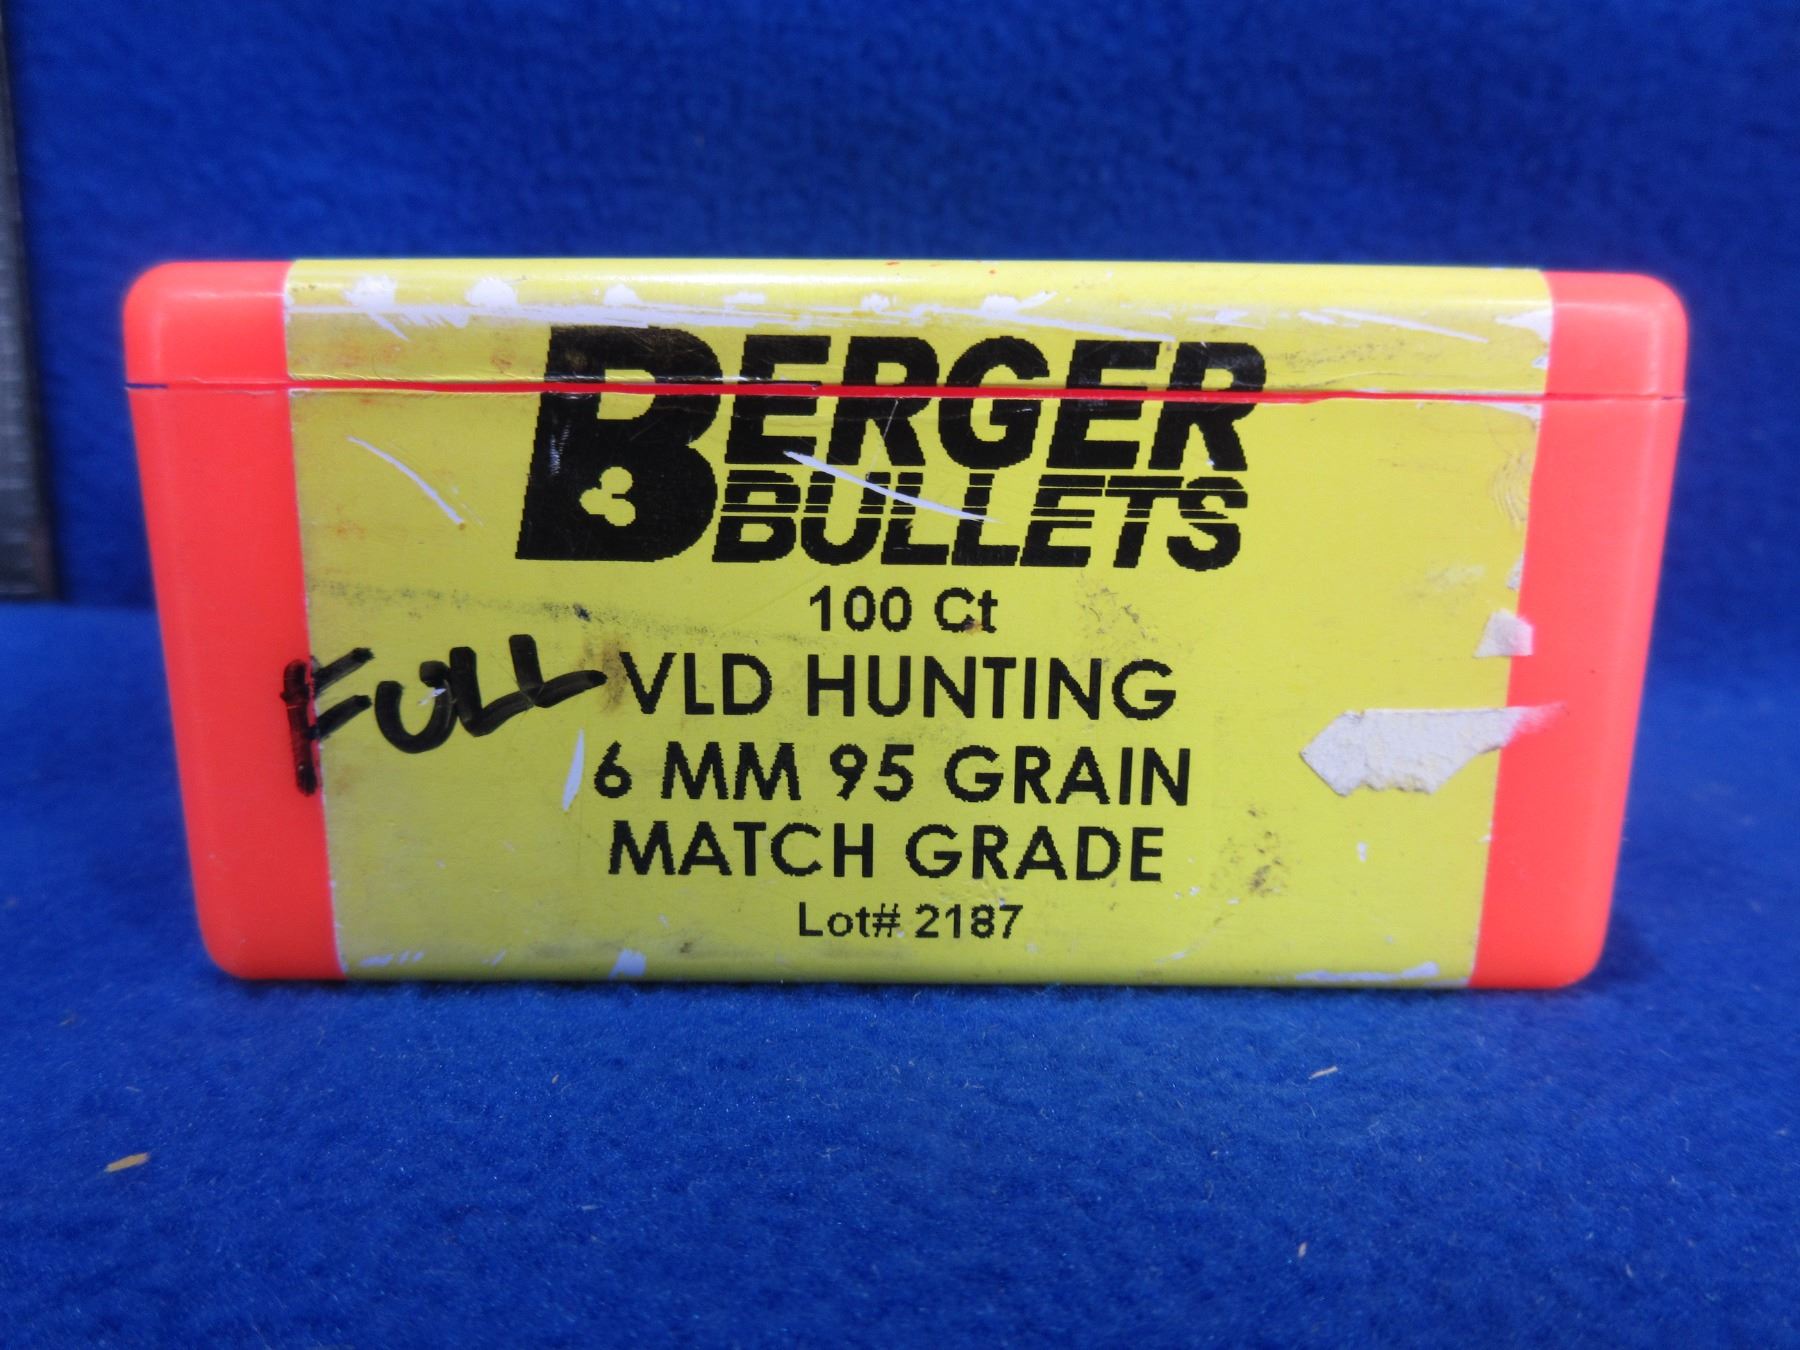 BERGER
BULLETS
100 Ct
FULL VLD HUNTING
6 MM 95 GRAIN
MATCH GRADE
Lot# 2187